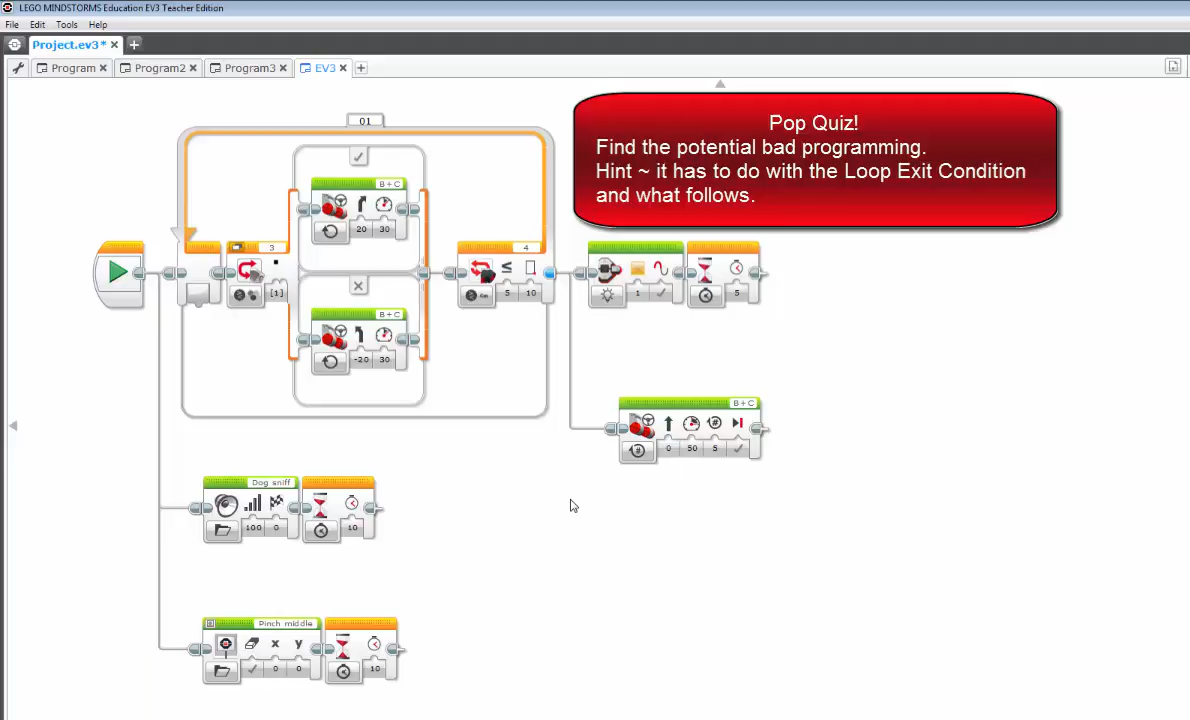 LEGO MINDSTORMS Education EV3 Teacher Edition
File Edit Tools Help
Project.ev3*
Program Program2 Program3 EV3
Pop Quiz!
Find the potential bad programming.
Hint ~ it has to do with the Loop Exit Condition
and what follows.
01
B + C
20 30
3
[1]
B + C
-20 30
4
5 10
1
5
B + C
0 50 5
Dog sniff
100 0
10
Pinch middle
x y
0 0
10